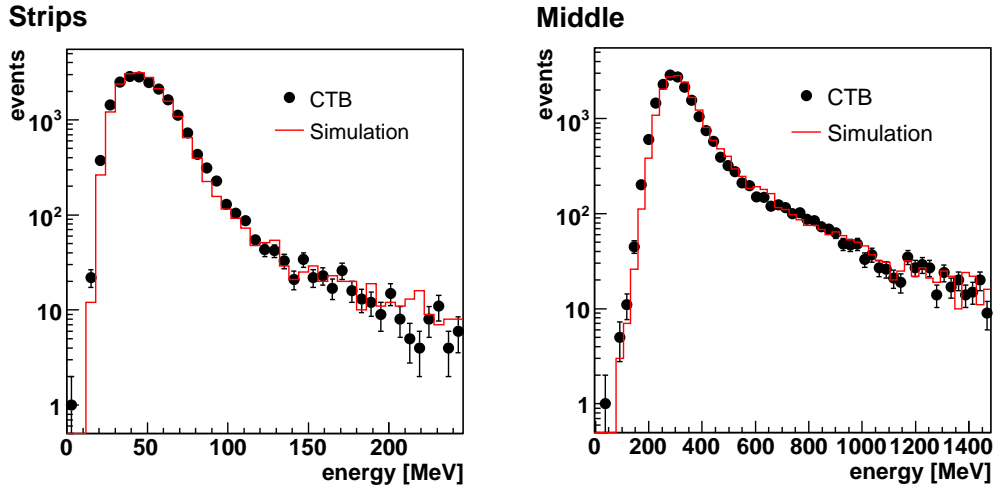 Strips
events
CTB
Simulation
10³
10²
10
1
0 50 100 150 200
energy [MeV]
Middle
events
CTB
Simulation
10³
10²
10
1
0 200 400 600 800 1000 1200 1400
energy [MeV]